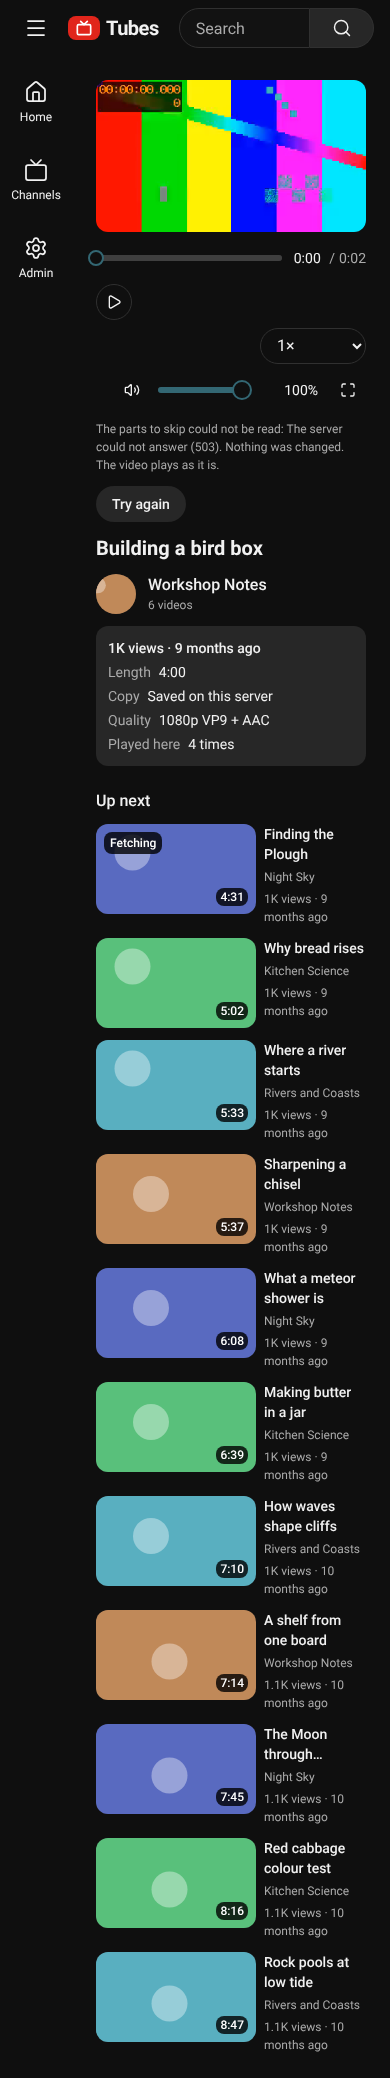 Tubes
Search
Home
Channels
Admin
00:00:00.000
0
0:00 / 0:02
1×
100%
The parts to skip could not be read: The server
could not answer (503). Nothing was changed.
The video plays as it is.
Try again
Building a bird box
Workshop Notes
6 videos
1K views · 9 months ago
Length 4:00
Copy Saved on this server
Quality 1080p VP9 + AAC
Played here 4 times
Up next
Fetching
4:31
Finding the
Plough
Night Sky
1K views · 9
months ago
5:02
Why bread rises
Kitchen Science
1K views · 9
months ago
5:33
Where a river
starts
Rivers and Coasts
1K views · 9
months ago
5:37
Sharpening a
chisel
Workshop Notes
1K views · 9
months ago
6:08
What a meteor
shower is
Night Sky
1K views · 9
months ago
6:39
Making butter
in a jar
Kitchen Science
1K views · 9
months ago
7:10
How waves
shape cliffs
Rivers and Coasts
1K views · 10
months ago
7:14
A shelf from
one board
Workshop Notes
1.1K views · 10
months ago
7:45
The Moon
through...
Night Sky
1.1K views · 10
months ago
8:16
Red cabbage
colour test
Kitchen Science
1.1K views · 10
months ago
8:47
Rock pools at
low tide
Rivers and Coasts
1.1K views · 10
months ago